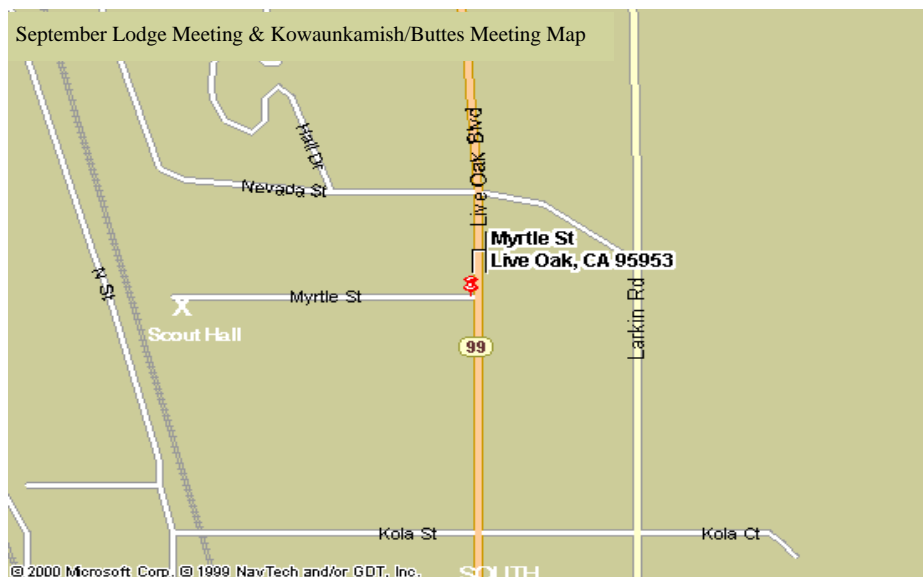 September Lodge Meeting & Kowaunkamish/Buttes Meeting Map
Live Oak Blvd
Hall Dr
Nevada St
Myrtle St
Live Oak, CA 95953
N St
Myrtle St
X
Scout Hall
99
Larkin Rd
Kola St
Kola Ct
© 2000 Microsoft Corp. © 1999 NavTech and/or GDT, Inc.
SOUTH